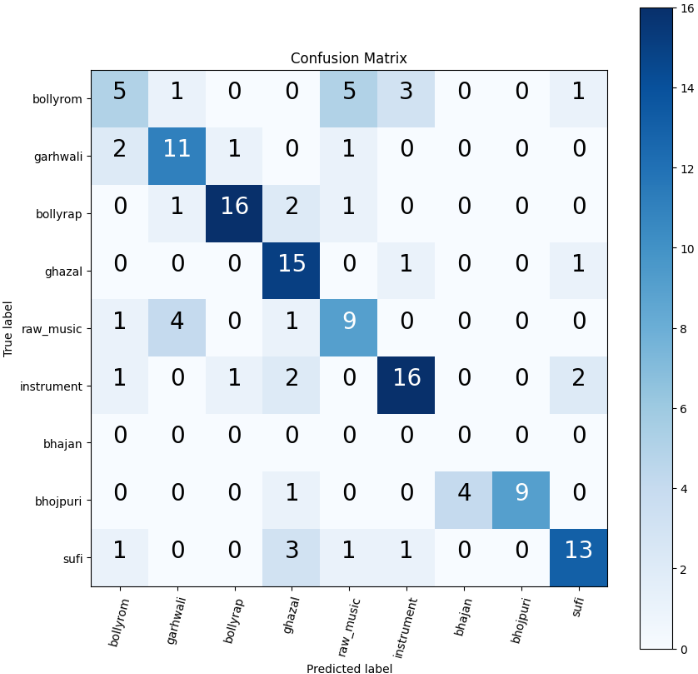 Confusion Matrix
True label
bollyrom 5 1 0 0 5 3 0 0 1
garhwali 2 11 1 0 1 0 0 0 0
bollyrap 0 1 16 2 1 0 0 0 0
ghazal 0 0 0 15 0 1 0 0 1
raw_music 1 4 0 1 9 0 0 0 0
instrument 1 0 1 2 0 16 0 0 2
bhajan 0 0 0 0 0 0 0 0 0
bhojpuri 0 0 0 1 0 0 4 9 0
sufi 1 0 0 3 1 1 0 0 13
bollyrom garhwali bollyrap ghazal raw_music instrument bhajan bhojpuri sufi
Predicted label
16
14
12
10
8
6
4
2
0